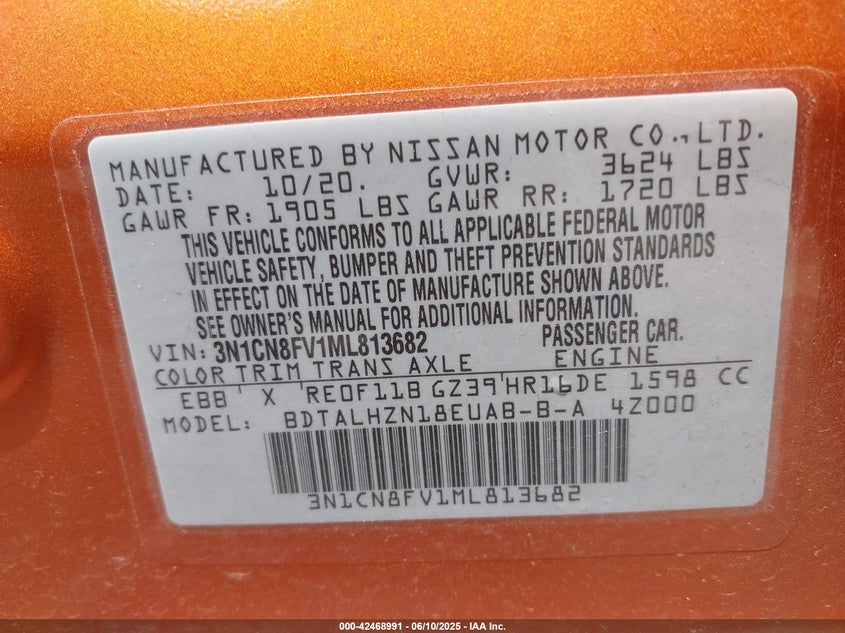 MANUFACTURED BY NISSAN MOTOR CO., LTD.
DATE: 10/20. GVWR: 3624 LBS
GAWR FR: 1905 LBS GAWR RR: 1720 LBS
THIS VEHICLE CONFORMS TO ALL APPLICABLE FEDERAL MOTOR
VEHICLE SAFETY, BUMPER AND THEFT PREVENTION STANDARDS
IN EFFECT ON THE DATE OF MANUFACTURE SHOWN ABOVE.
SEE OWNER'S MANUAL FOR ADDITIONAL INFORMATION.
VIN: 3N1CN8FV1ML813682 PASSENGER CAR.
COLOR TRIM TRANS AXLE ENGINE
EBB X RE0F11B GZ39 HR16DE 1598 CC
MODEL: BDTALHZN18EUAB-B-A 4Z000
3N1CN8FV1ML813682
000-42468991 — 06/10/2025 — IAA Inc.